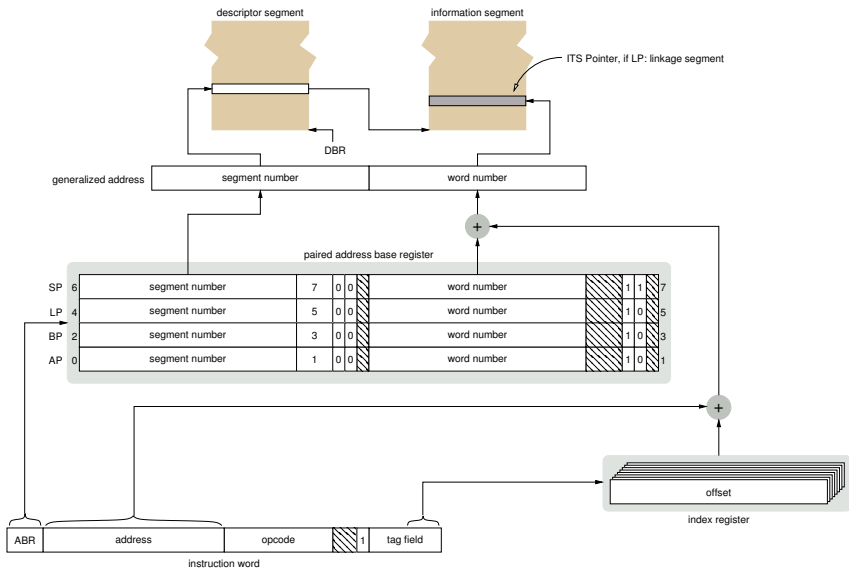 descriptor segment
information segment
ITS Pointer, if LP: linkage segment
DBR
generalized address
segment number
word number
+
paired address base register
SP 6 segment number 7 0 0 word number 1 1 7
LP 4 segment number 5 0 0 word number 1 0 5
BP 2 segment number 3 0 0 word number 1 0 3
AP 0 segment number 1 0 0 word number 1 0 1
+
offset
index register
ABR address opcode 1 tag field
instruction word